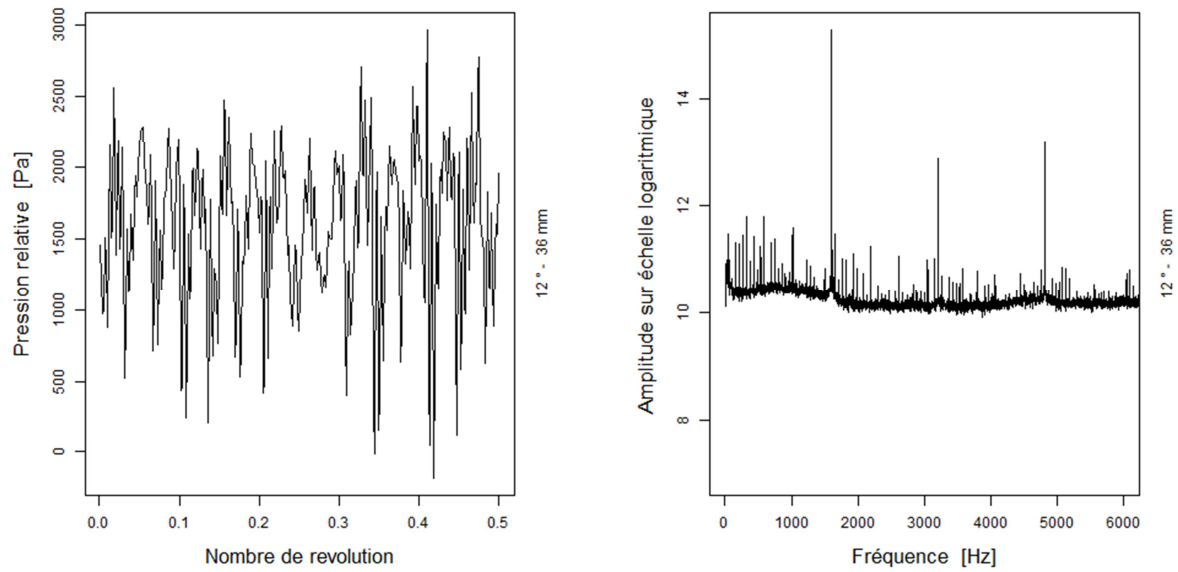 Pression relative [Pa]
3000
2500
2000
1500
1000
500
0
0.0 0.1 0.2 0.3 0.4 0.5
Nombre de revolution
12 ° - 36 mm
Amplitude sur échelle logaritmique
14
12
10
8
0 1000 2000 3000 4000 5000 6000
Fréquence [Hz]
12 ° - 36 mm